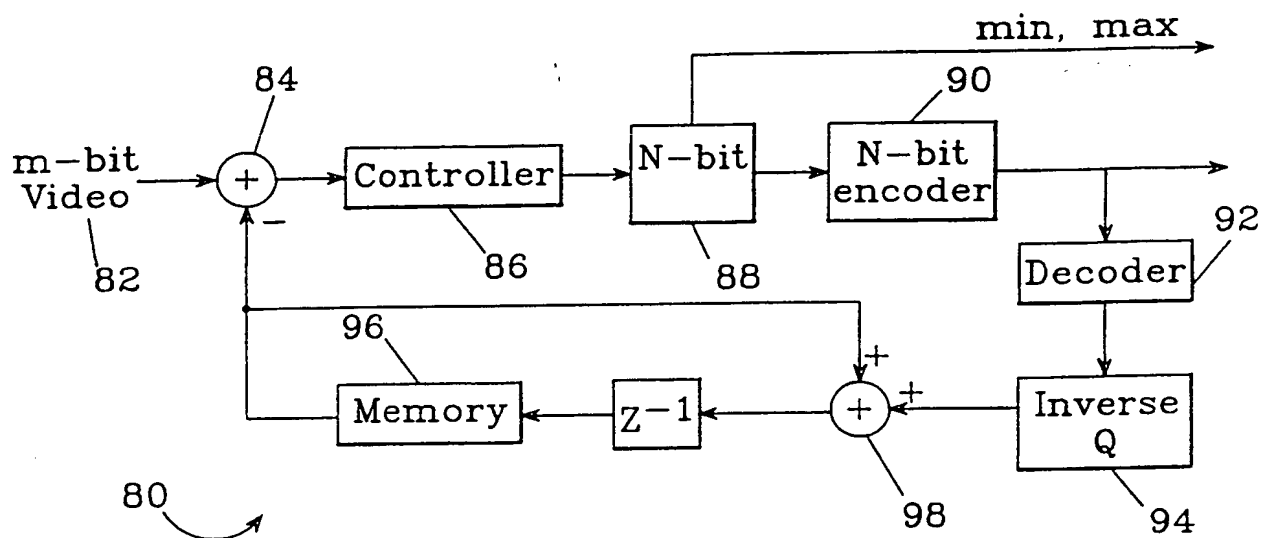 min, max
84
90
m-bit
Video
+
Controller
N-bit
N-bit
encoder
-
82
86
88
92
Decoder
96
+
+
Memory
Z⁻¹
+
Inverse
Q
80
98
94